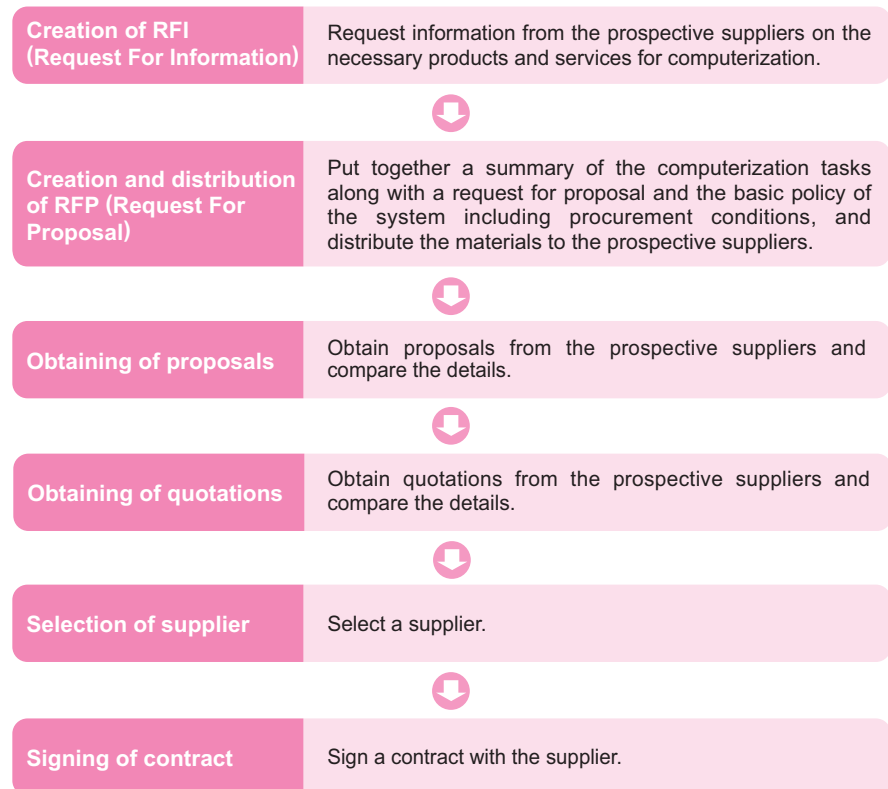 Creation of RFI
(Request For Information)
Request information from the prospective suppliers on the
necessary products and services for computerization.
Creation and distribution
of RFP (Request For
Proposal)
Put together a summary of the computerization tasks
along with a request for proposal and the basic policy of
the system including procurement conditions, and
distribute the materials to the prospective suppliers.
Obtaining of proposals
Obtain proposals from the prospective suppliers and
compare the details.
Obtaining of quotations
Obtain quotations from the prospective suppliers and
compare the details.
Selection of supplier
Select a supplier.
Signing of contract
Sign a contract with the supplier.